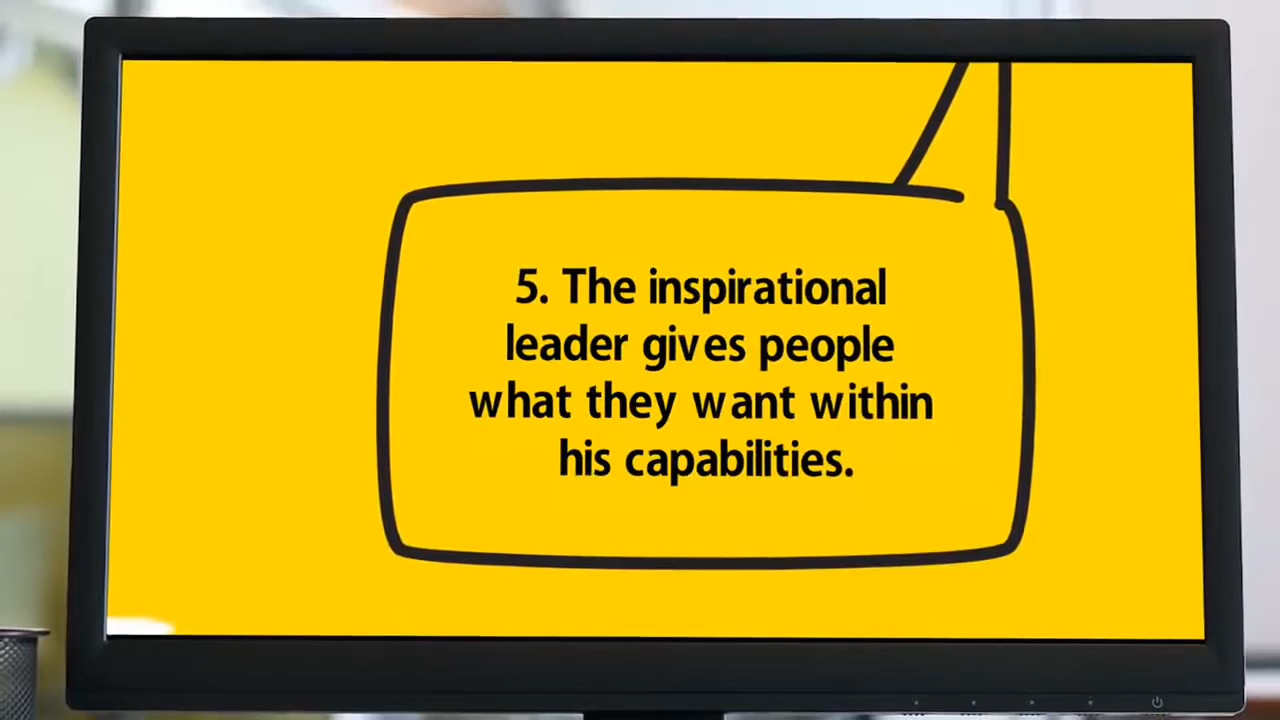 5. The inspirational
leader gives people
what they want within
his capabilities.